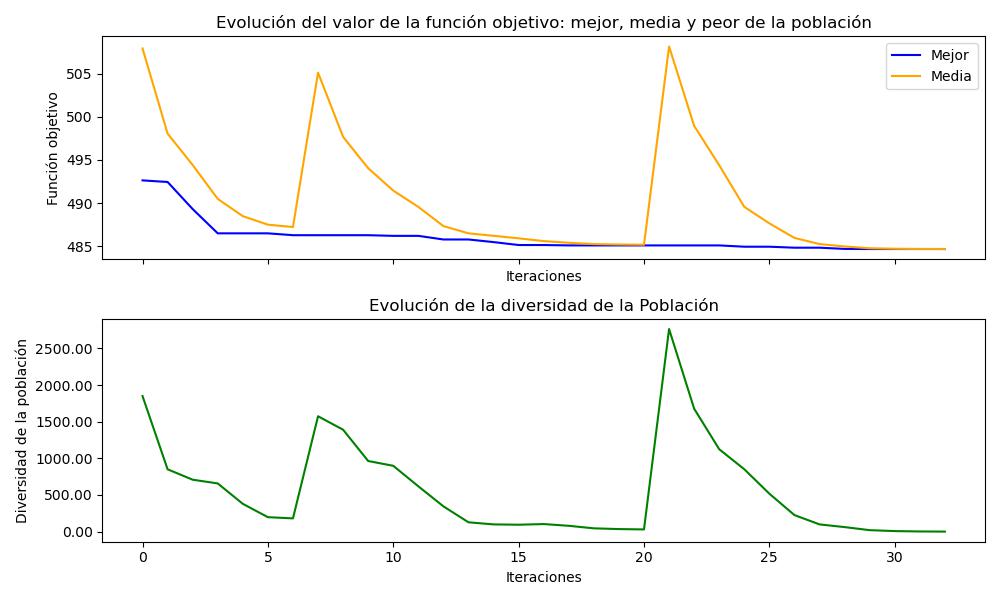 Evolución del valor de la función objetivo: mejor, media y peor de la población
Mejor
Media
Función objetivo
505
500
495
490
485
Iteraciones
Evolución de la diversidad de la Población
Diversidad de la población
2500.00
2000.00
1500.00
1000.00
500.00
0.00
0 5 10 15 20 25 30
Iteraciones